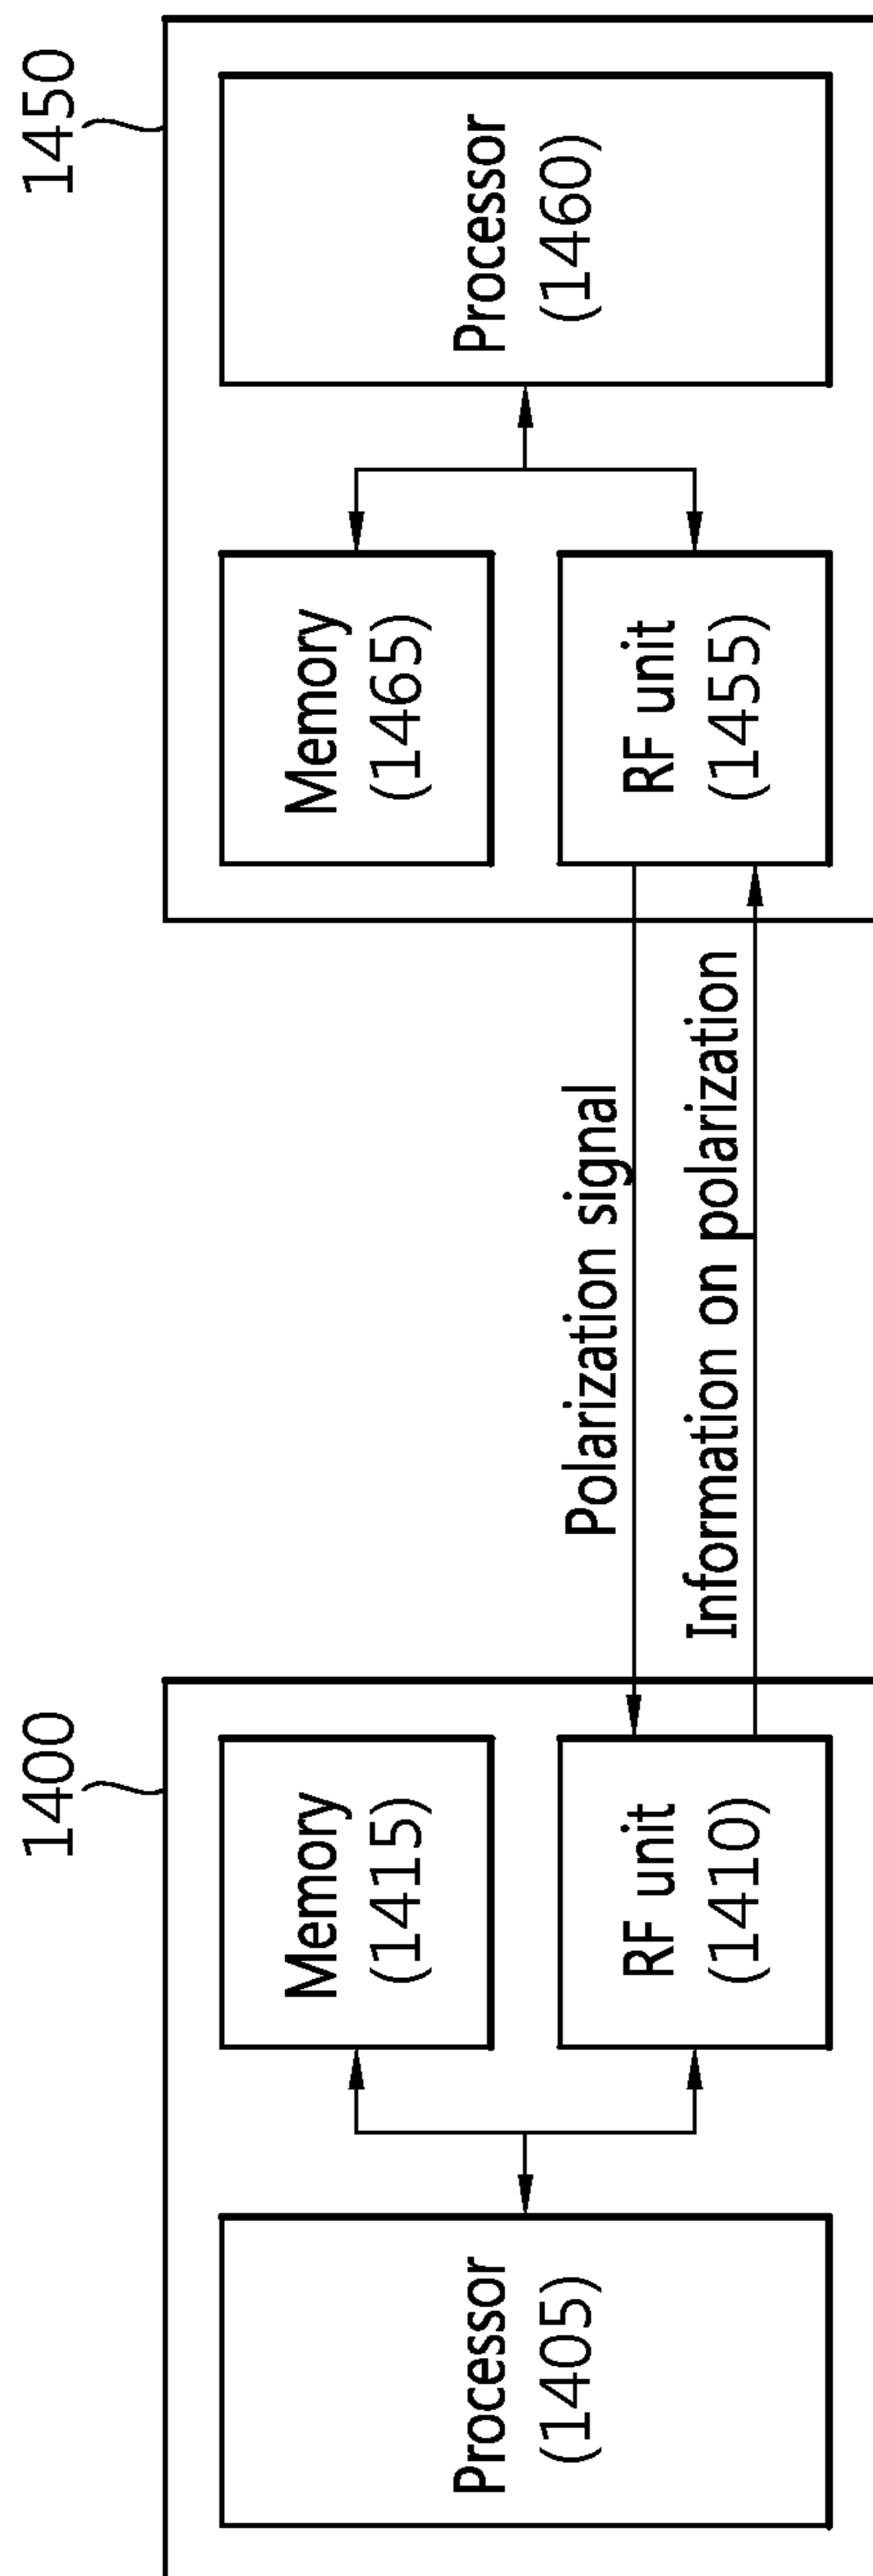 1400
Processor
(1405)
Memory
(1415)
RF unit
(1410)
Polarization signal
Information on polarization
1450
Memory
(1465)
RF unit
(1455)
Processor
(1460)